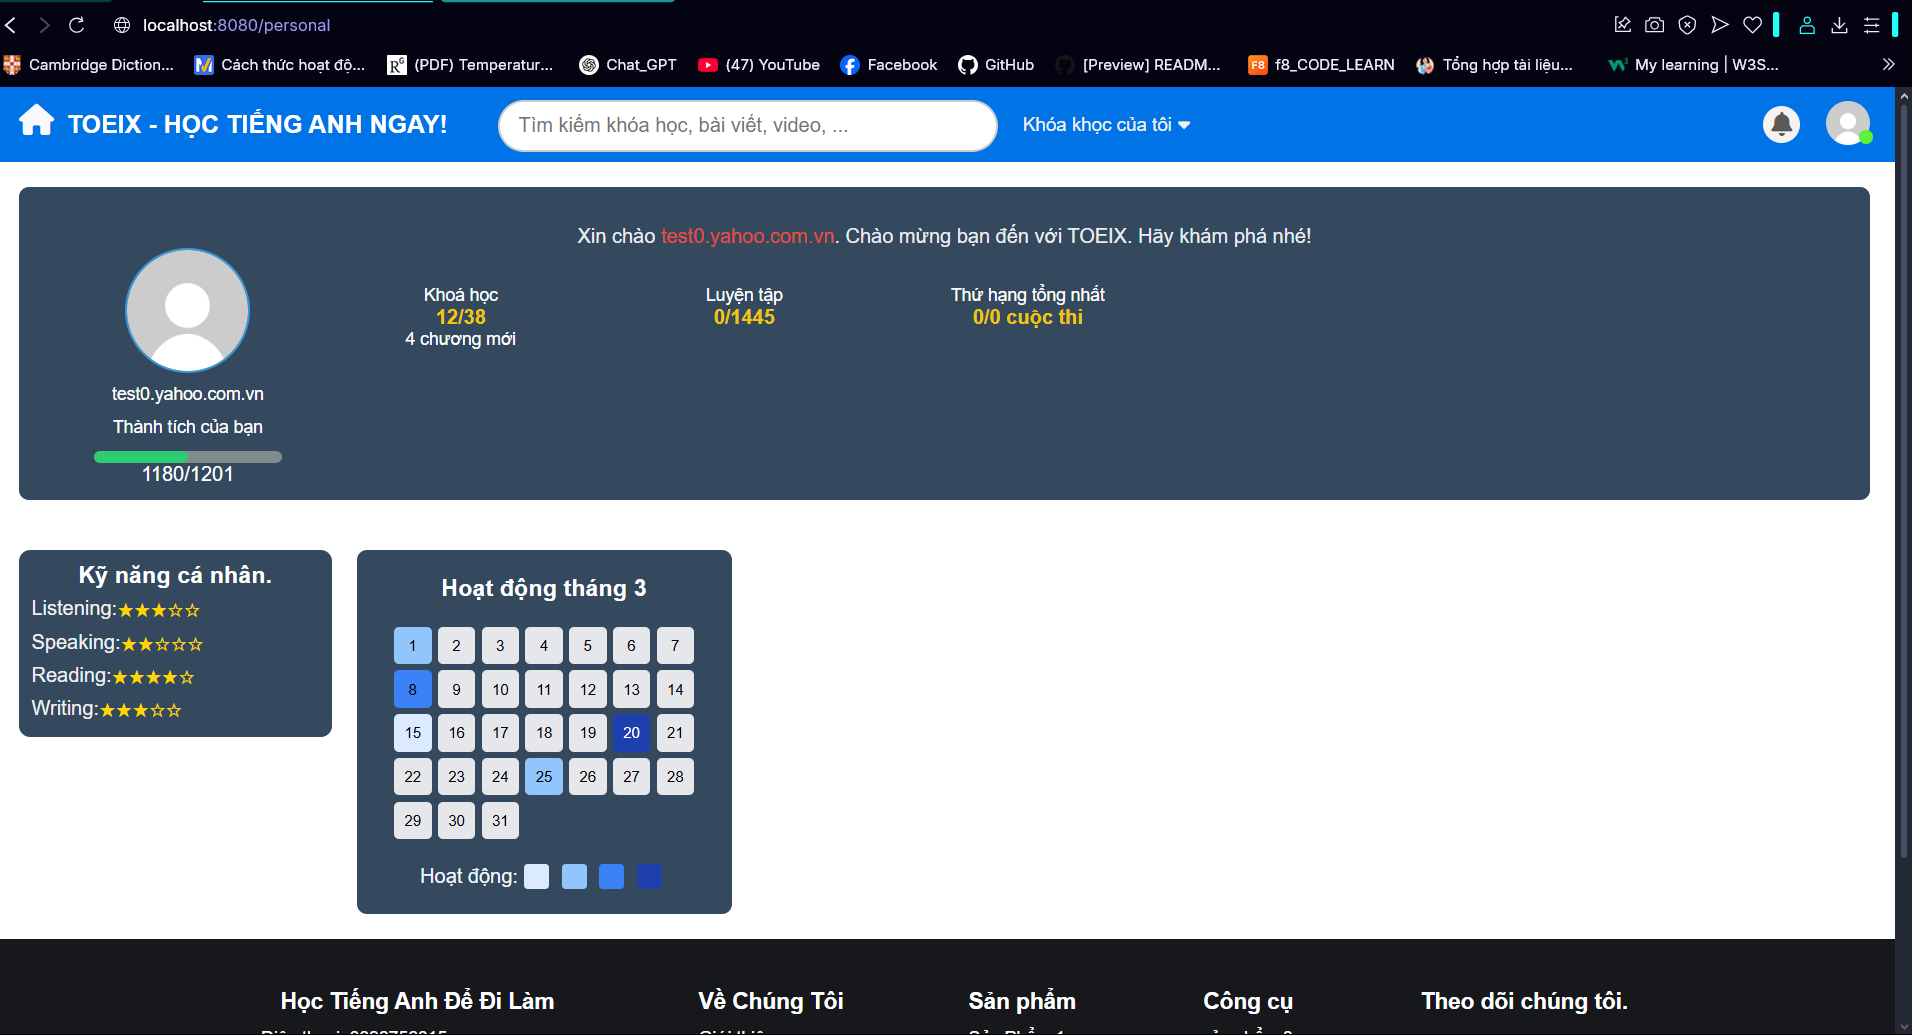 localhost:8080/personal
Cambridge Diction... Cách thức hoạt độ... (PDF) Temperatur... Chat_GPT (47) YouTube Facebook GitHub [Preview] READM... f8_CODE_LEARN Tổng hợp tài liệu... My learning | W3S...
TOEIX - HỌC TIẾNG ANH NGAY! Tìm kiếm khóa học, bài viết, video, ... Khóa khọc của tôi
Xin chào test0.yahoo.com.vn. Chào mừng bạn đến với TOEIX. Hãy khám phá nhé!
test0.yahoo.com.vn
Thành tích của bạn
1180/1201
Khoá học
12/38
4 chương mới
Luyện tập
0/1445
Thứ hạng tổng nhất
0/0 cuộc thi
Kỹ năng cá nhân.
Listening:★★★☆☆
Speaking:★★☆☆☆
Reading:★★★★☆
Writing:★★★☆☆
Hoạt động tháng 3
1 2 3 4 5 6 7
8 9 10 11 12 13 14
15 16 17 18 19 20 21
22 23 24 25 26 27 28
29 30 31
Hoạt động:
Học Tiếng Anh Để Đi Làm Về Chúng Tôi Sản phẩm Công cụ Theo dõi chúng tôi.